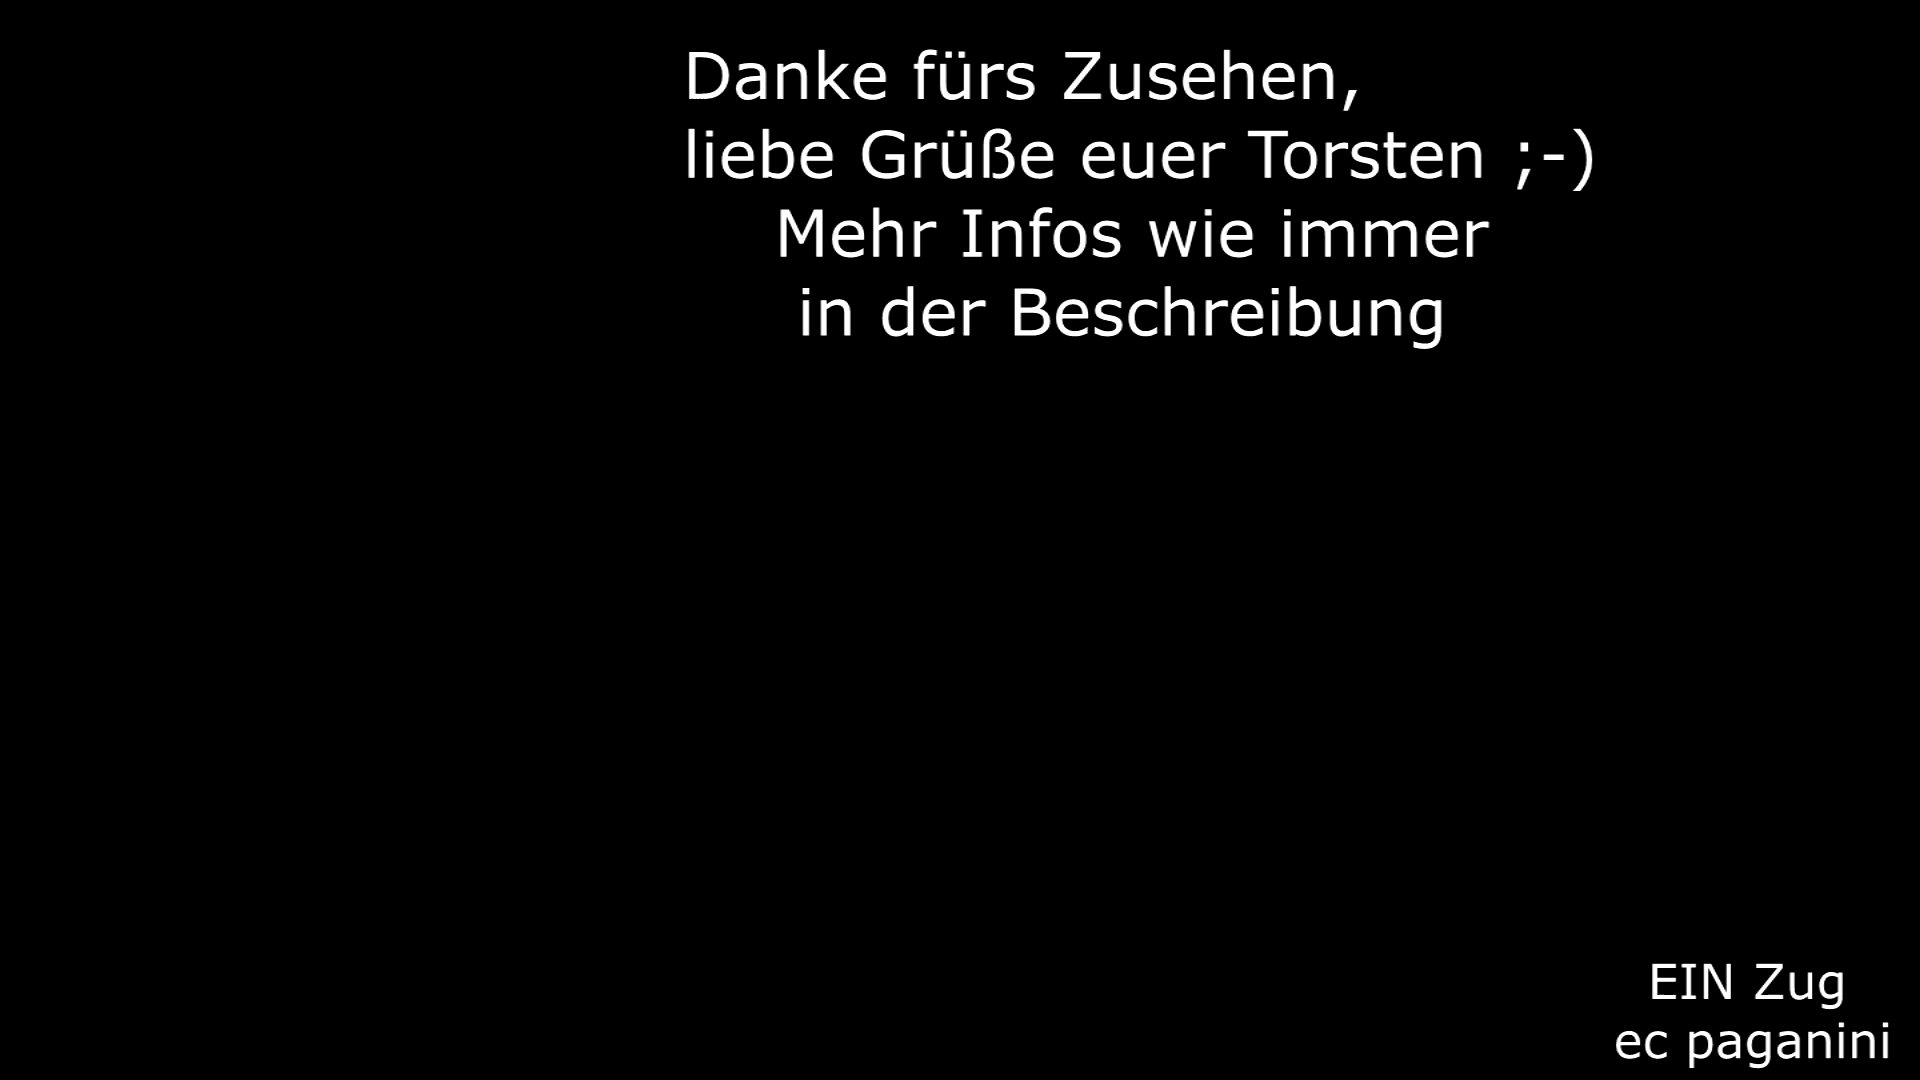 Danke fürs Zusehen,
liebe Grüße euer Torsten ;-)
Mehr Infos wie immer
in der Beschreibung
EIN Zug
ec paganini